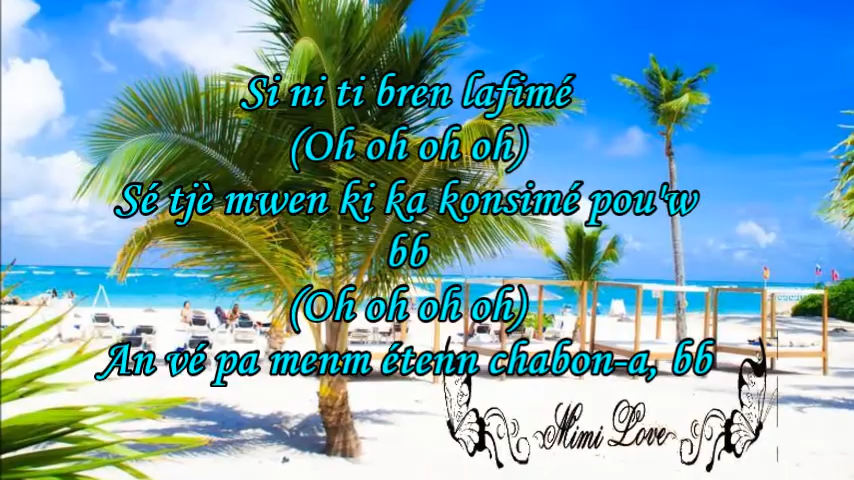 Si ni ti bren lafimé
(Oh oh oh oh)
Sé tjè mwen ki ka konsimé pou'w
bb
(Oh oh oh oh)
An vé pa menm étenn chabon-a, bb
Mimi Love